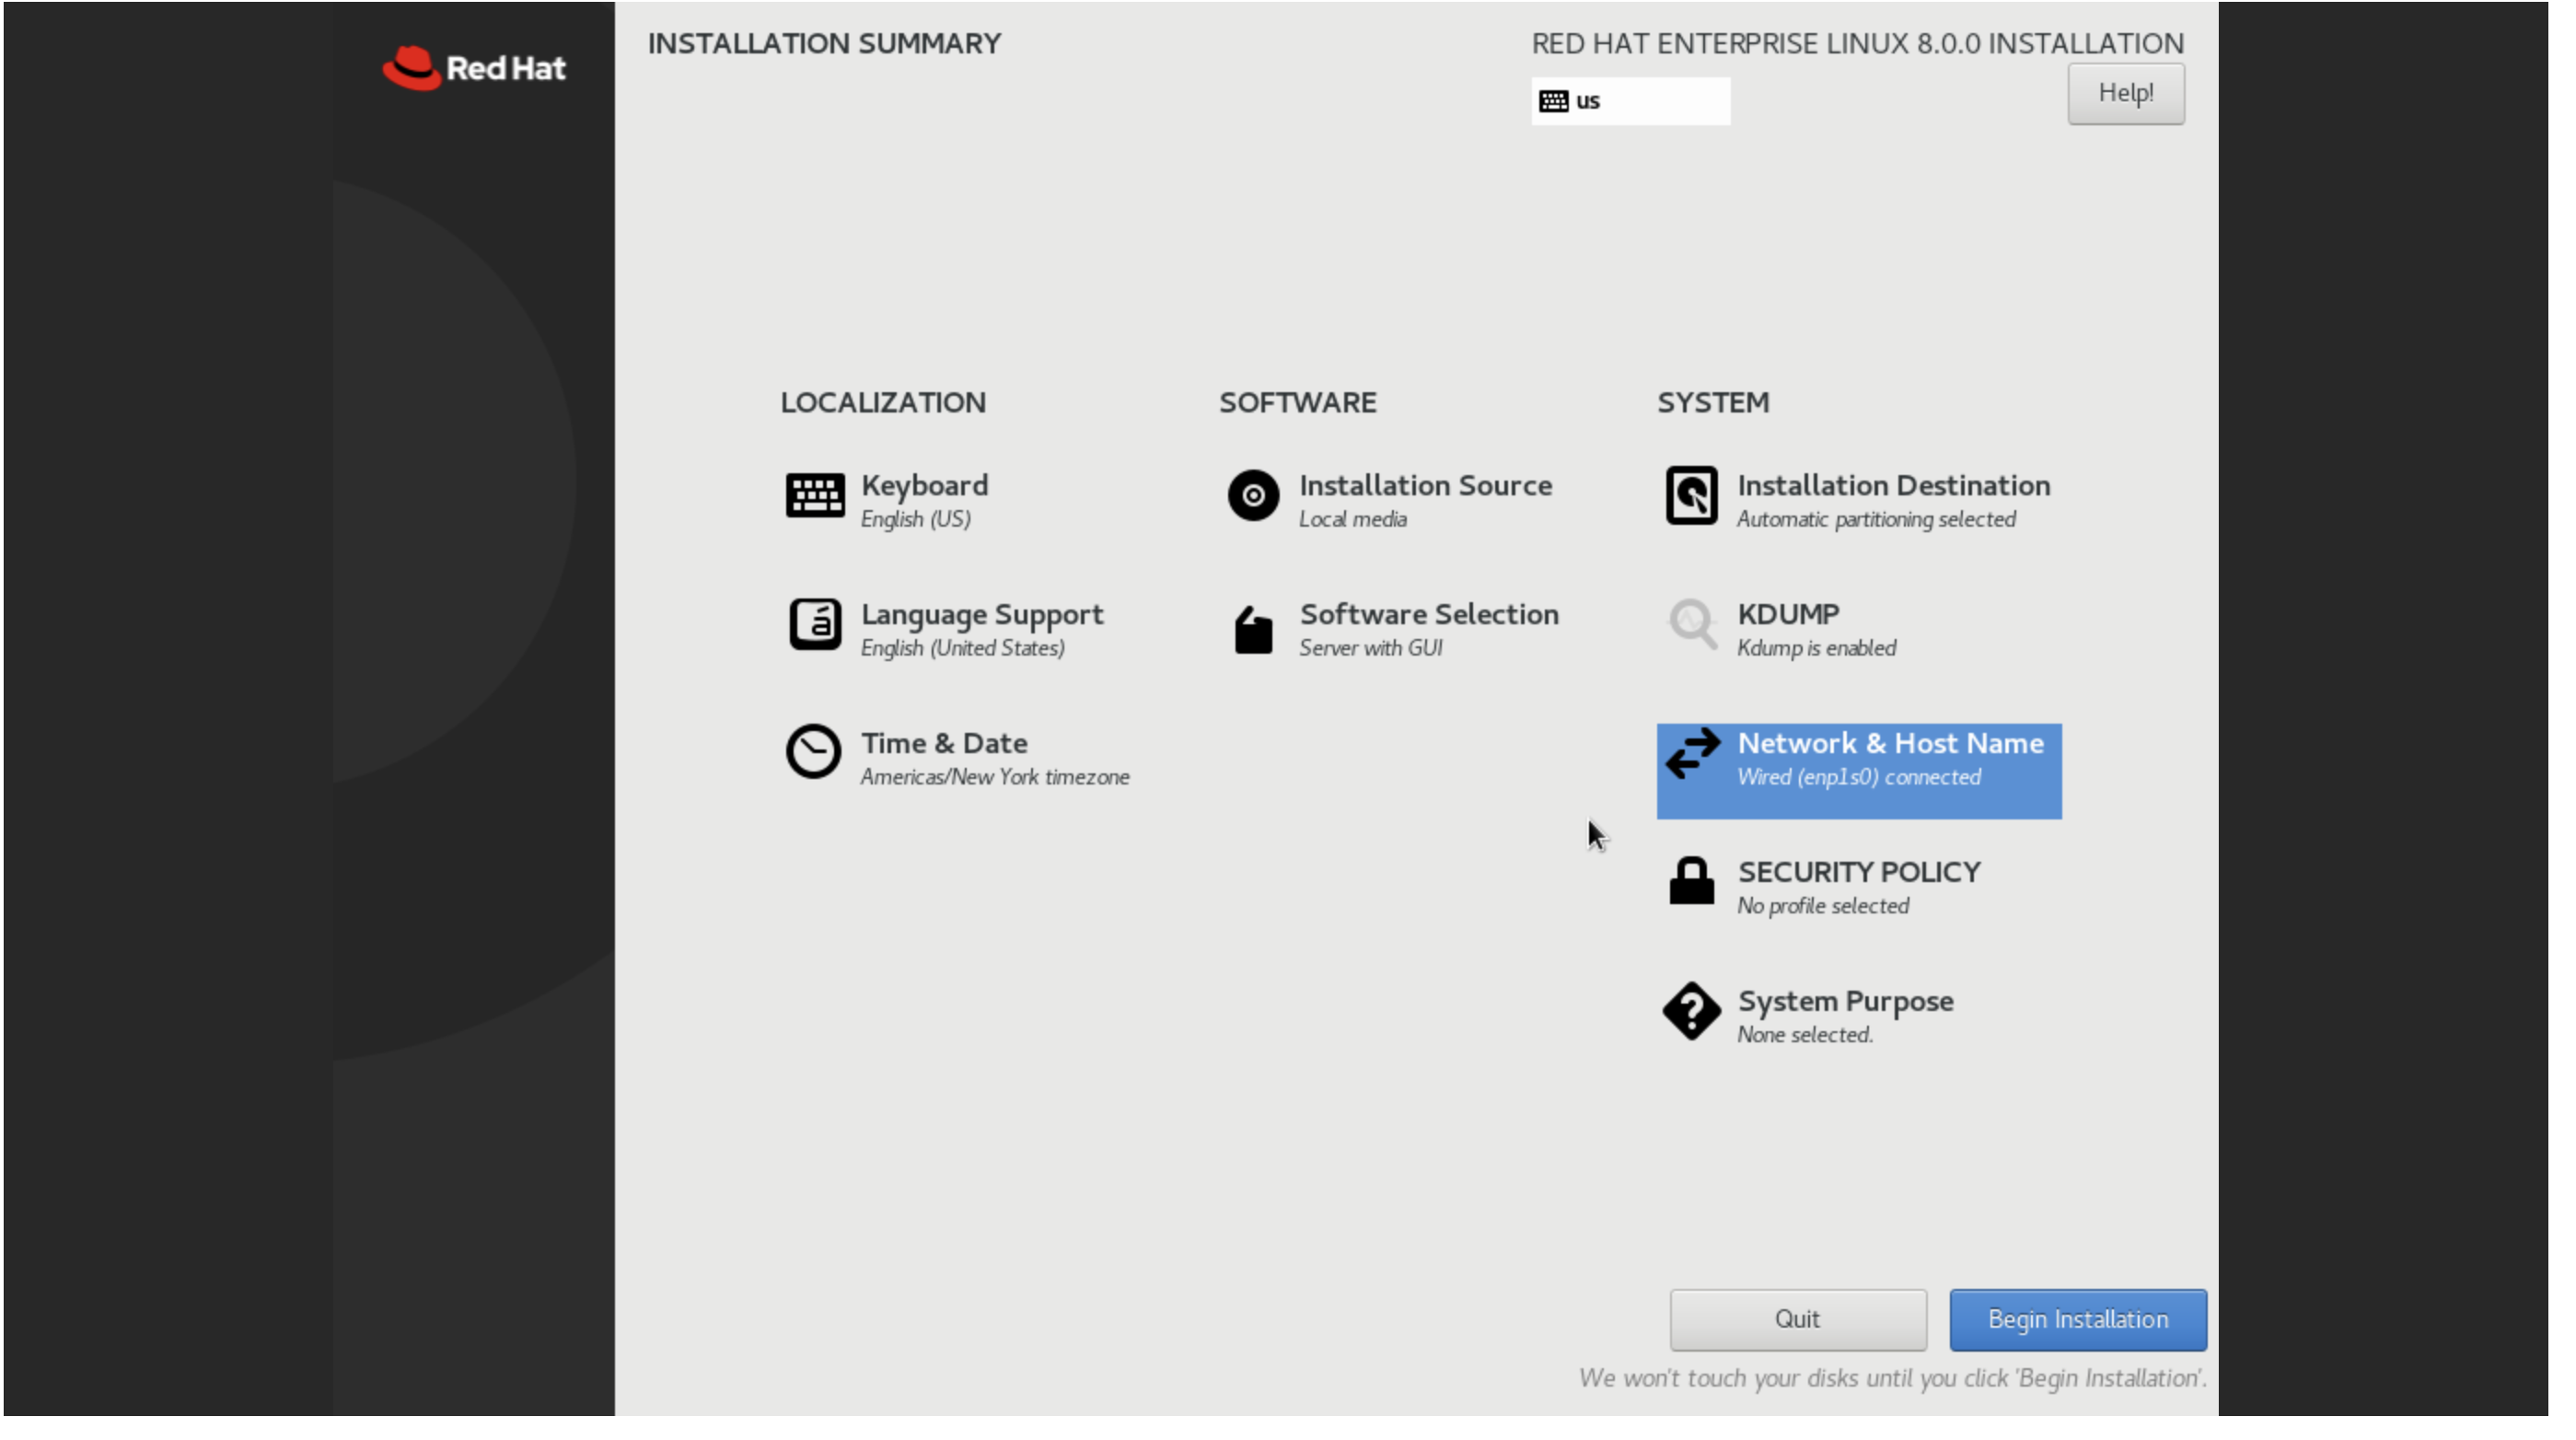 Red Hat
INSTALLATION SUMMARY
RED HAT ENTERPRISE LINUX 8.0.0 INSTALLATION
us
Help!
LOCALIZATION
Keyboard
English (US)
Language Support
English (United States)
Time & Date
Americas/New York timezone
SOFTWARE
Installation Source
Local media
Software Selection
Server with GUI
SYSTEM
Installation Destination
Automatic partitioning selected
KDUMP
Kdump is enabled
Network & Host Name
Wired (enp1s0) connected
SECURITY POLICY
No profile selected
System Purpose
None selected.
Quit
Begin Installation
We won't touch your disks until you click 'Begin Installation'.